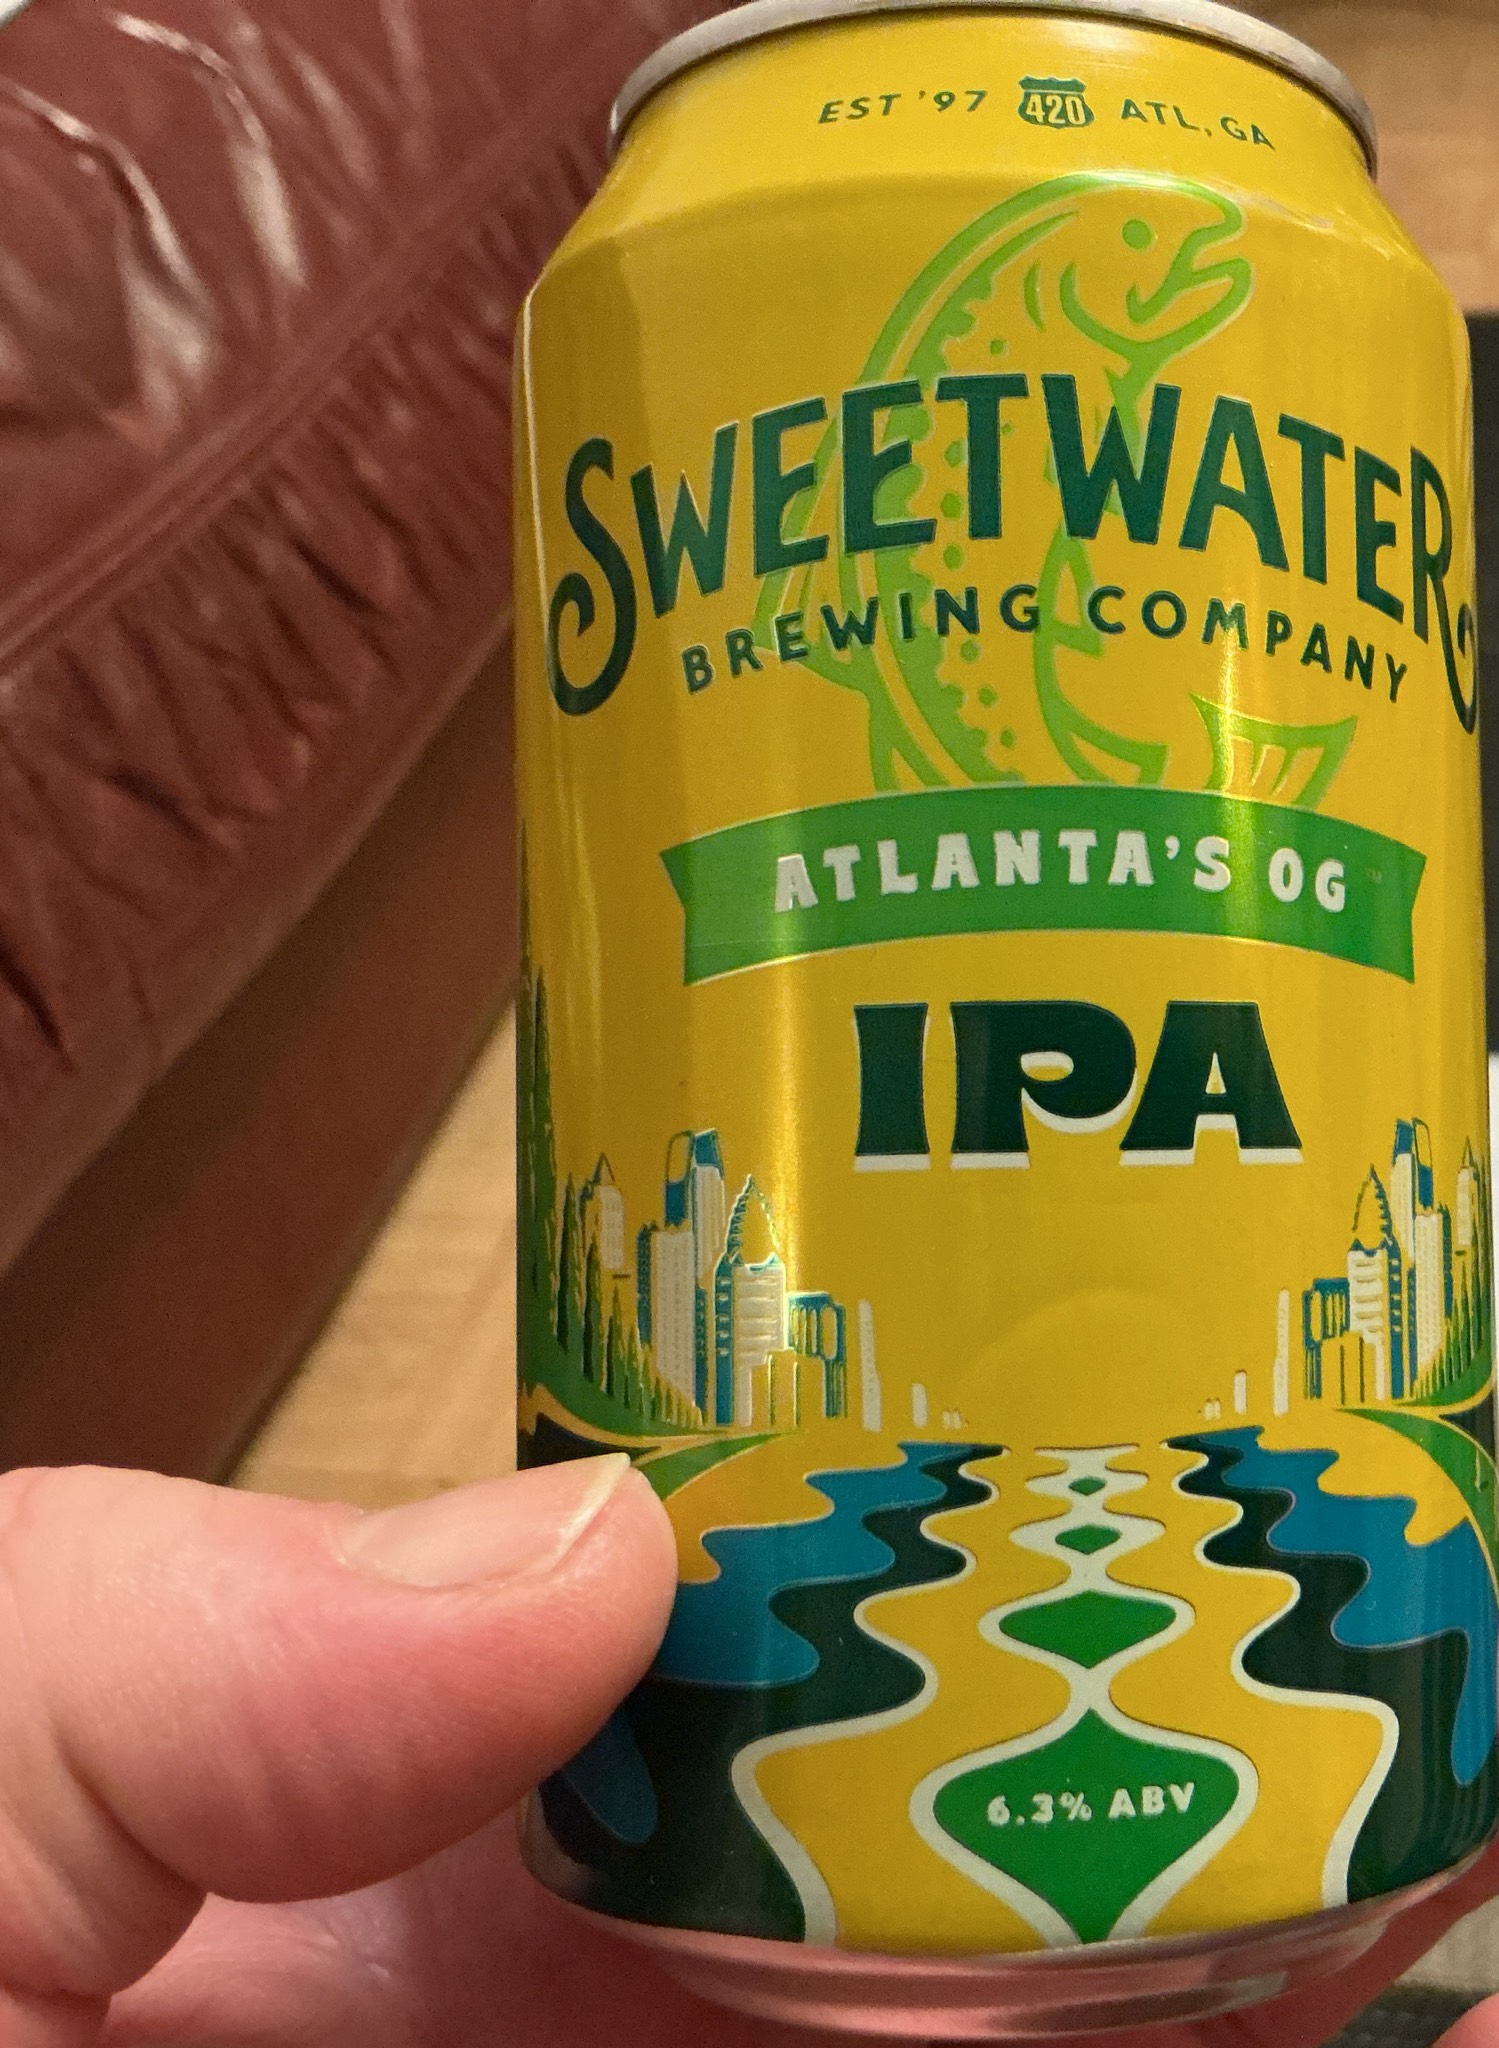 EST '97 420 ATL, GA
SWEETWATER
BREWING COMPANY
ATLANTA'S OG
IPA
6.3% ABV